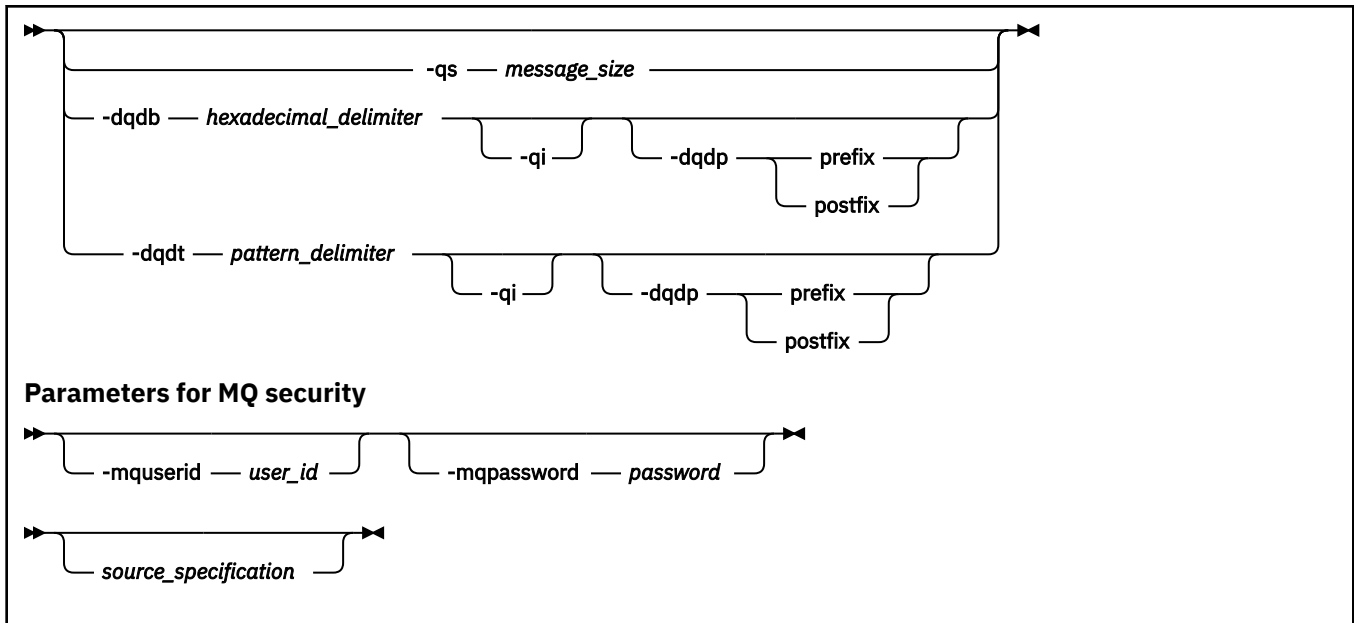 -qs message_size
-dqdb hexadecimal_delimiter
-qi -dqdp prefix
postfix
-dqdt pattern_delimiter
-qi -dqdp prefix
postfix
Parameters for MQ security
-mquserid user_id -mqpassword password
source_specification